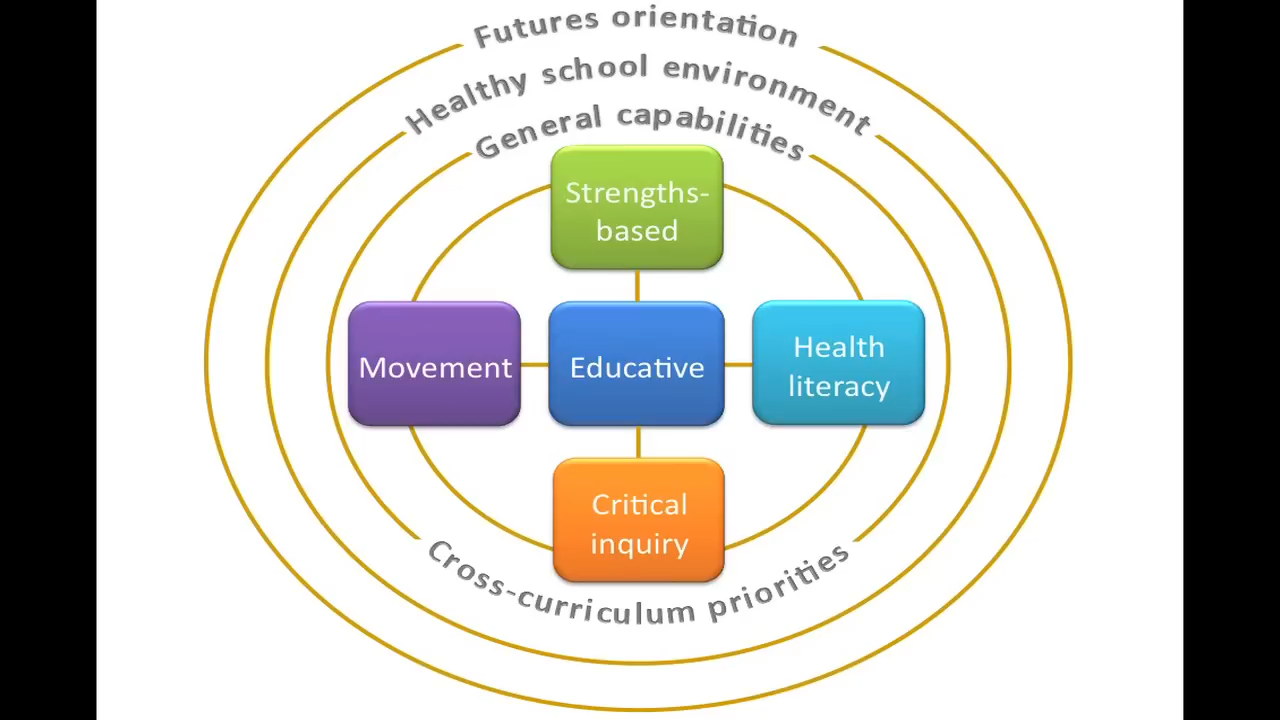 Futures orientation
Healthy school environment
General capabilities
Strengths-
based
Movement
Educative
Health
literacy
Critical
inquiry
Cross-curriculum priorities